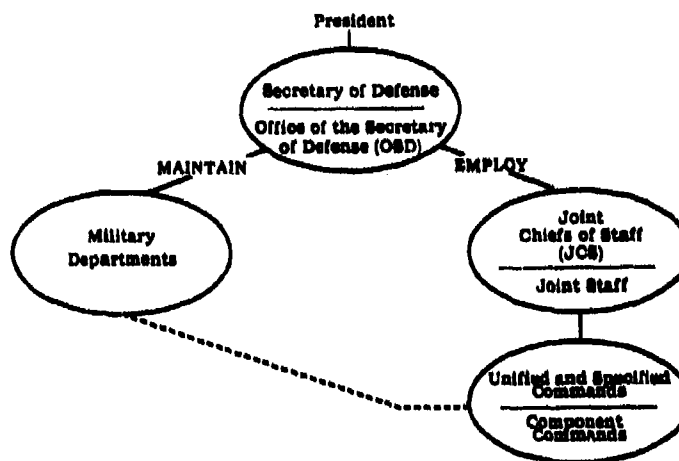 President
Secretary of Defense
Office of the Secretary
of Defense (OSD)
MAINTAIN
EMPLOY
Military
Departments
Joint
Chiefs of Staff
(JCS)
Joint Staff
Unified and Specified
Commands
Component
Commands